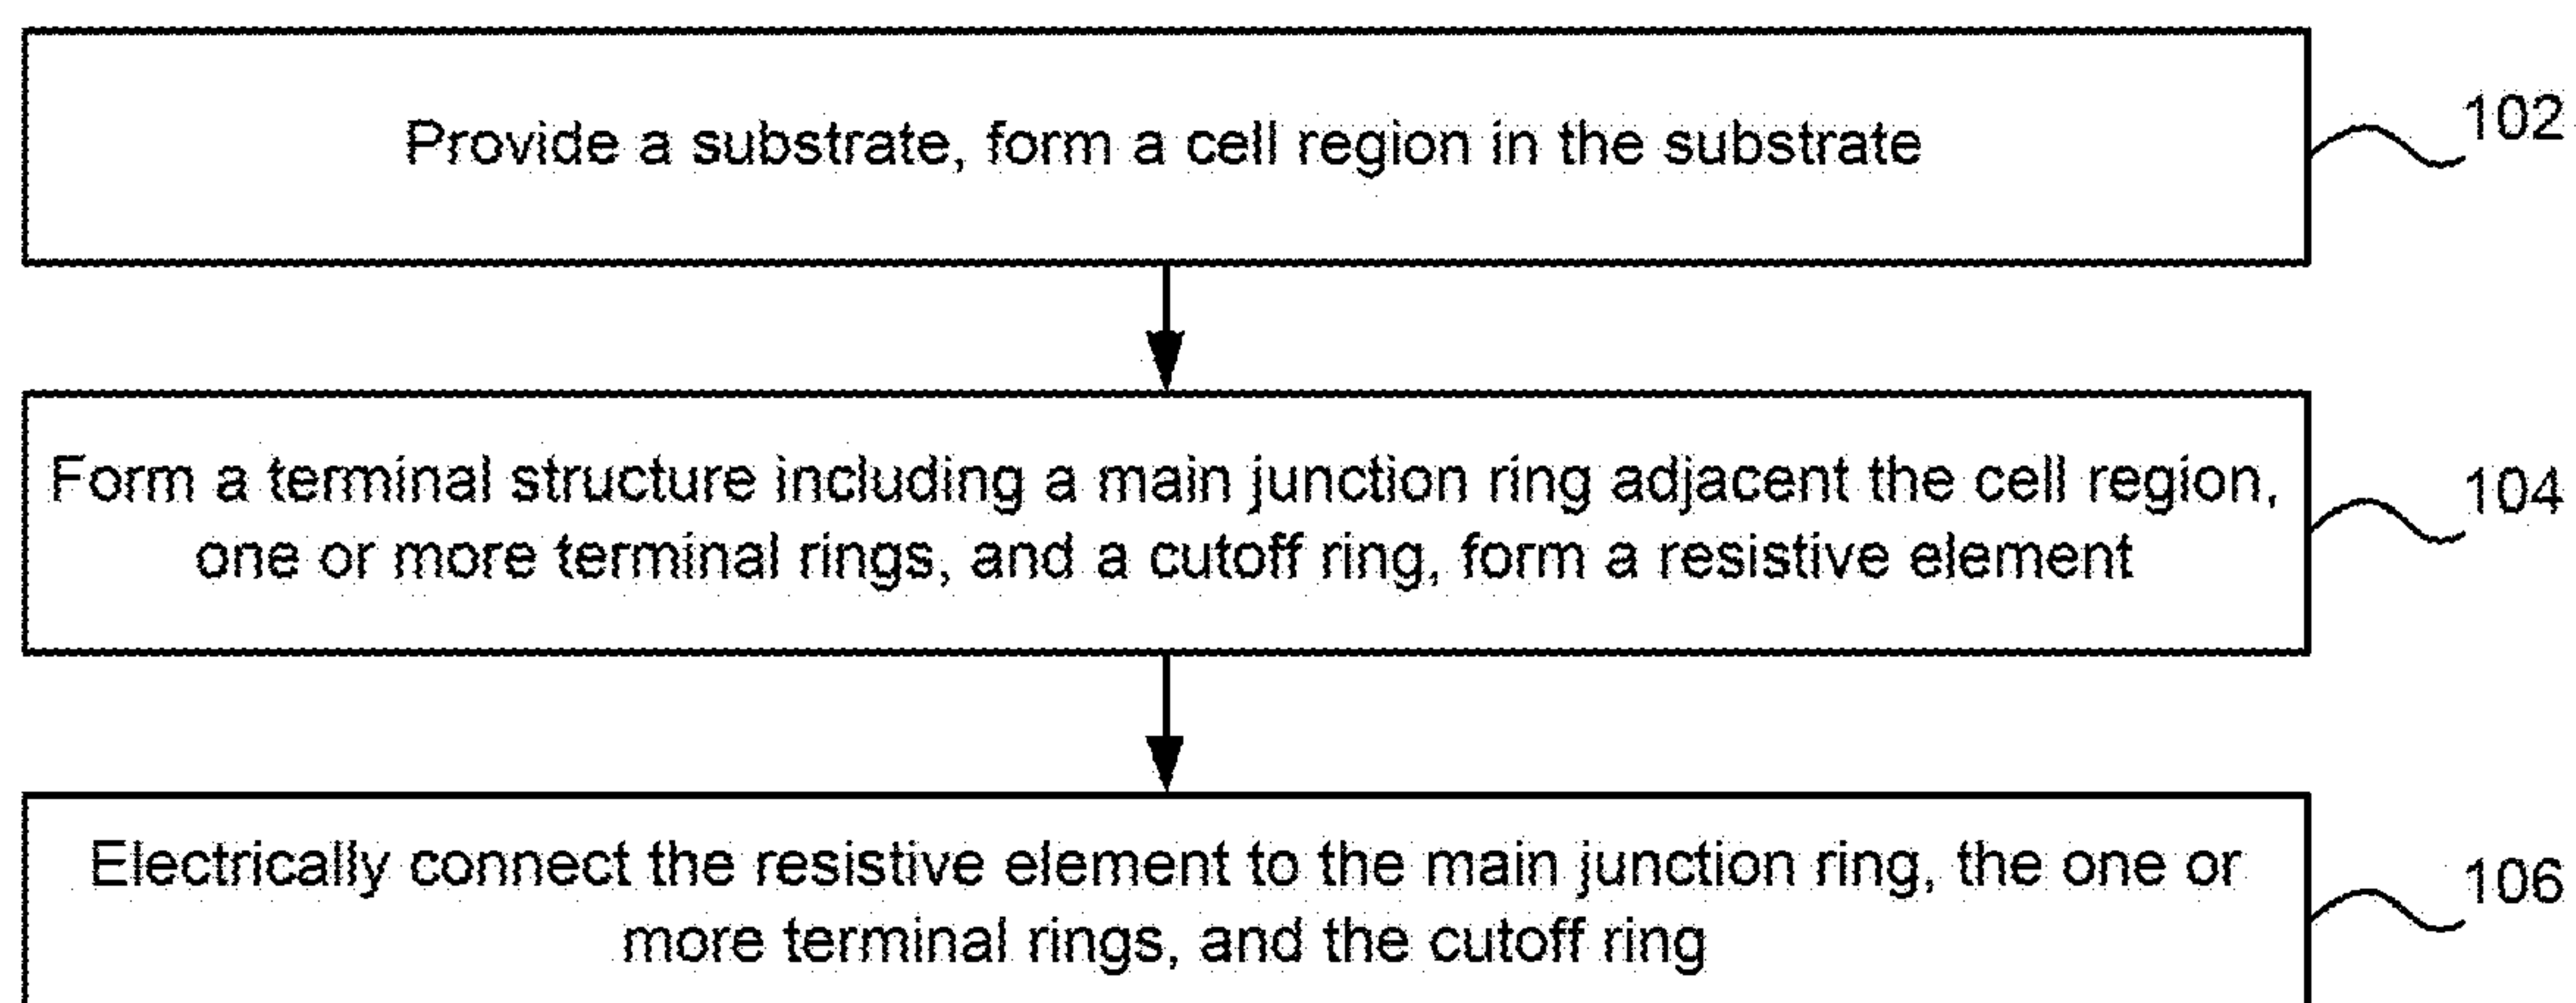 Provide a substrate, form a cell region in the substrate
102
Form a terminal structure including a main junction ring adjacent the cell region,
one or more terminal rings, and a cutoff ring, form a resistive element
104
Electrically connect the resistive element to the main junction ring, the one or
more terminal rings, and the cutoff ring
106